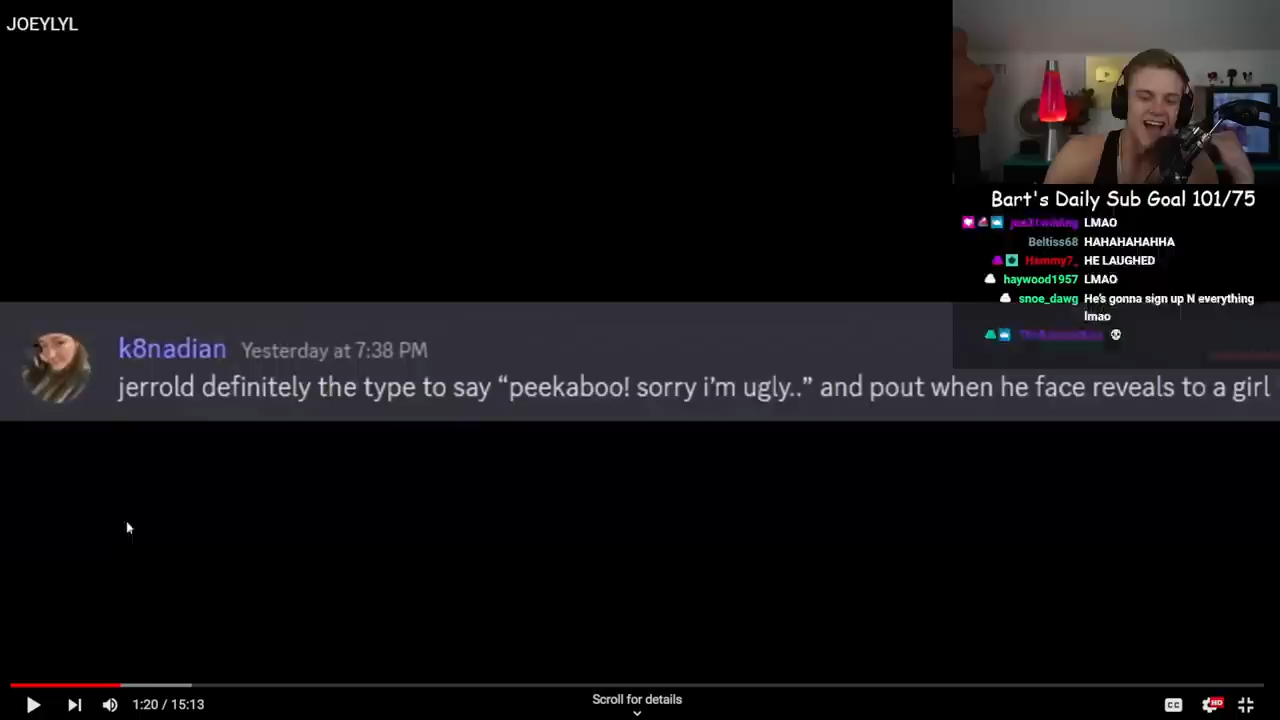 JOEYLYL
Bart's Daily Sub Goal 101/75
LMAO
Beltiss68 HAHAHAHAHHA
Hammy7_ HE LAUGHED
haywood1957 LMAO
snoe_dawg He's gonna sign up N everything
lmao
k8nadian Yesterday at 7:38 PM
jerrold definitely the type to say “peekaboo! sorry i’m ugly..” and pout when he face reveals to a girl
1:20 / 15:13
Scroll for details
CC
HD